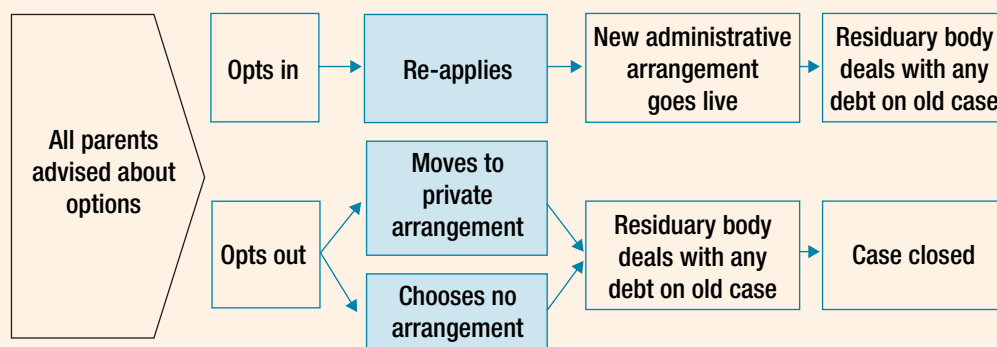 All parents
advised about
options
Opts in
Re-applies
New administrative
arrangement
goes live
Residuary body
deals with any
debt on old case
Opts out
Moves to
private
arrangement
Chooses no
arrangement
Residuary body
deals with any
debt on old case
Case closed